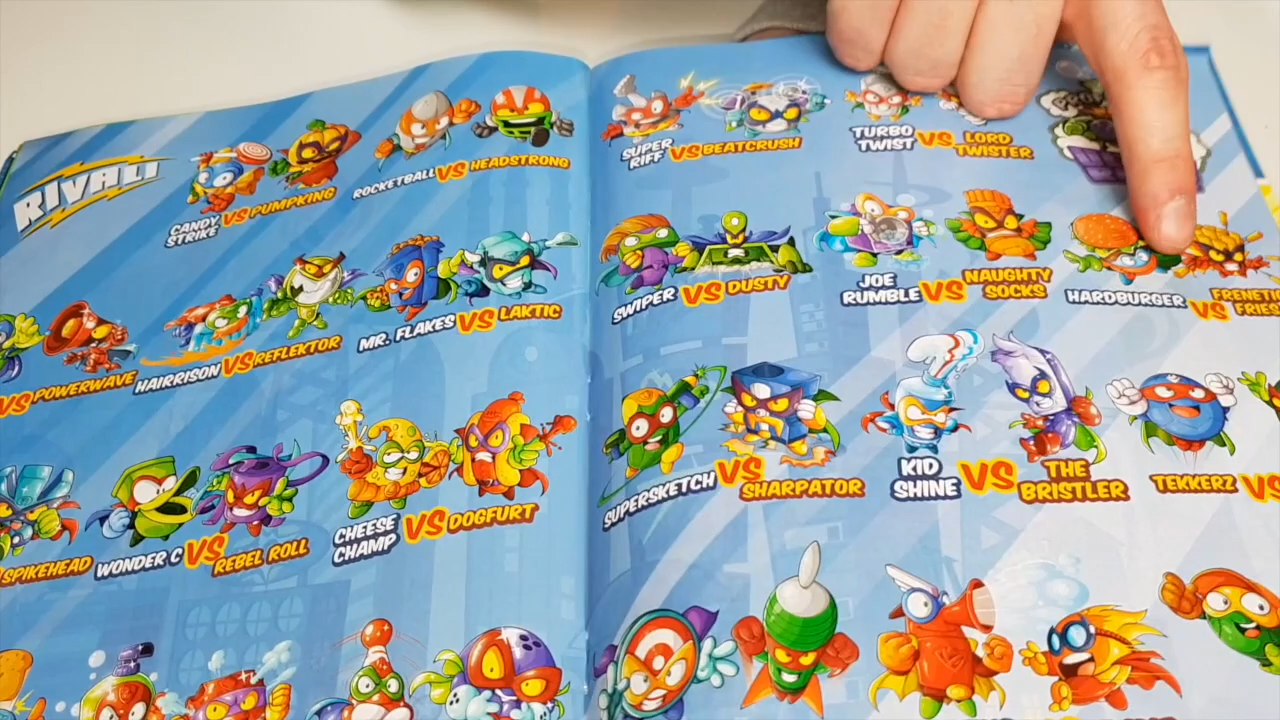 RIVALI
CANDY
STRIKE VS PUMPKING
ROCKETBALL VS HEADSTRONG
VS POWERWAVE
HAIRRISON VS REFLEKTOR
MR. FLAKES VS LAKTIC
SPIKEHEAD
WONDER C VS REBEL ROLL
CHEESE
CHAMP VS DOGFURT
SUPER
RIFF VS BEATCRUSH
TURBO
TWIST VS LORD
TWISTER
SWIPER VS DUSTY
JOE
RUMBLE VS NAUGHTY
SOCKS
HARDBURGER VS FRENETIC
FRIES
SUPERSKETCH VS SHARPATOR
KID
SHINE VS THE
BRISTLER
TEKKERZ VS